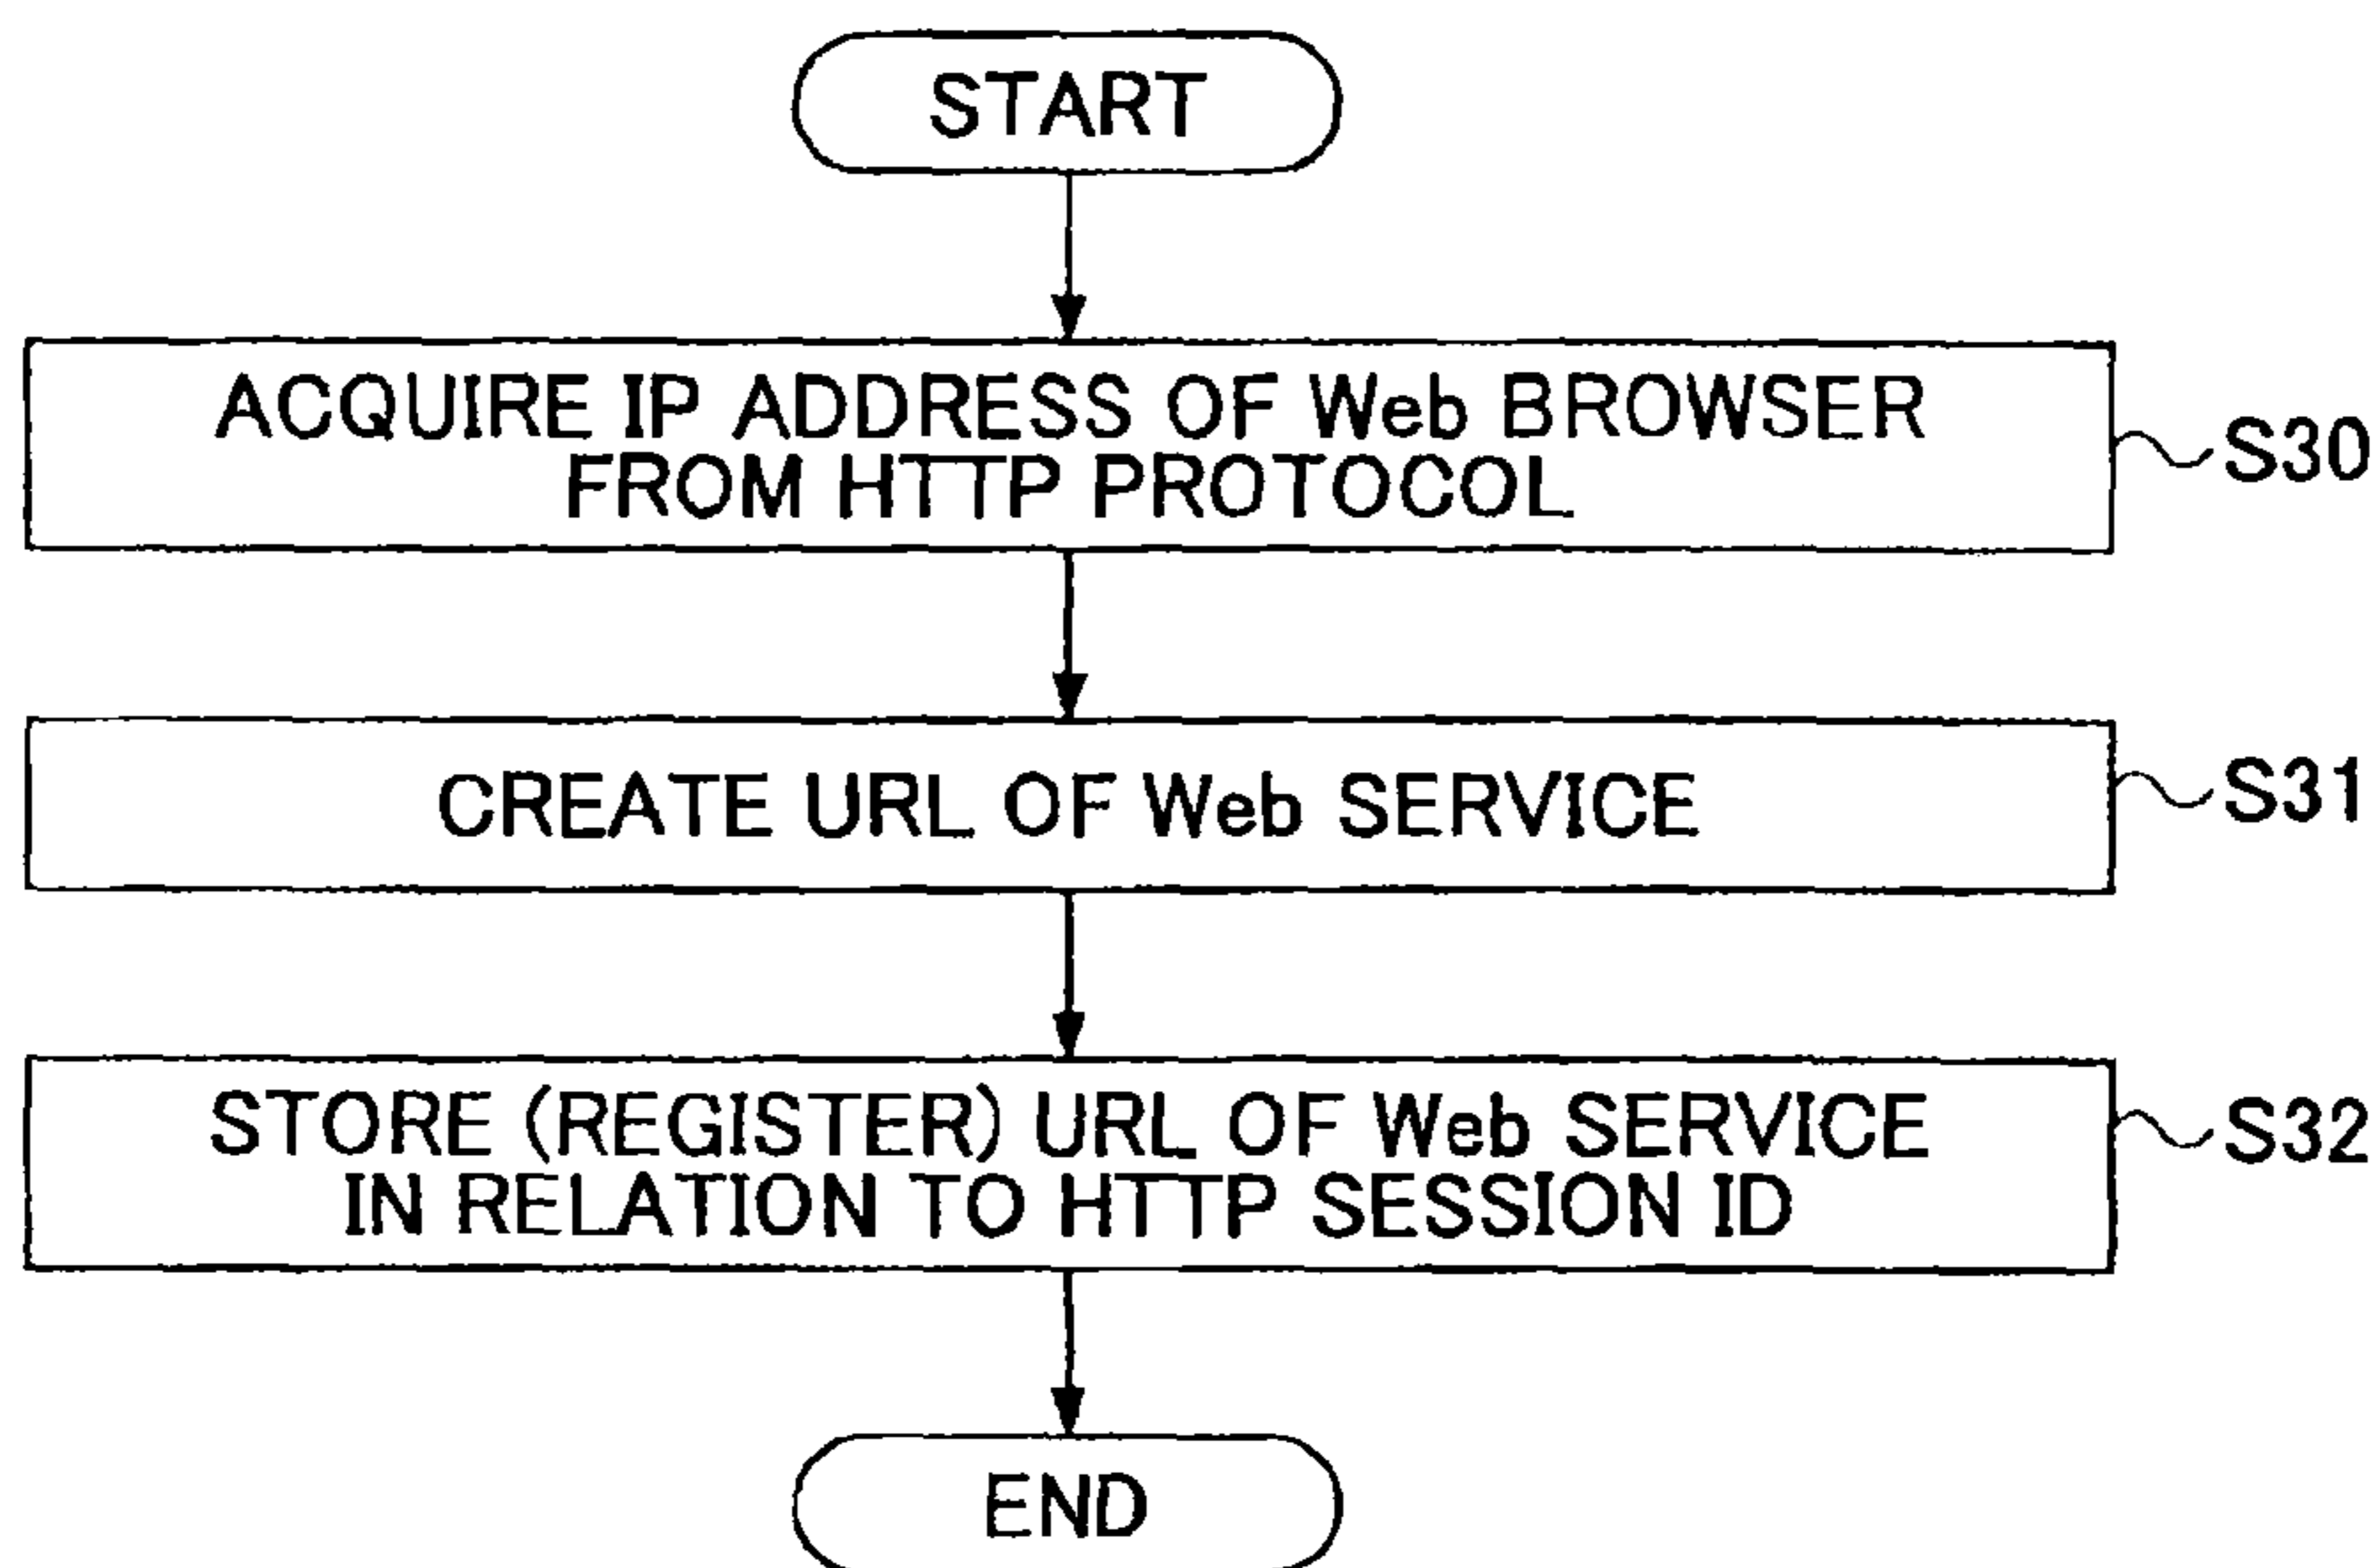 START
ACQUIRE IP ADDRESS OF Web BROWSER
FROM HTTP PROTOCOL
S30
CREATE URL OF Web SERVICE
S31
STORE (REGISTER) URL OF Web SERVICE
IN RELATION TO HTTP SESSION ID
S32
END